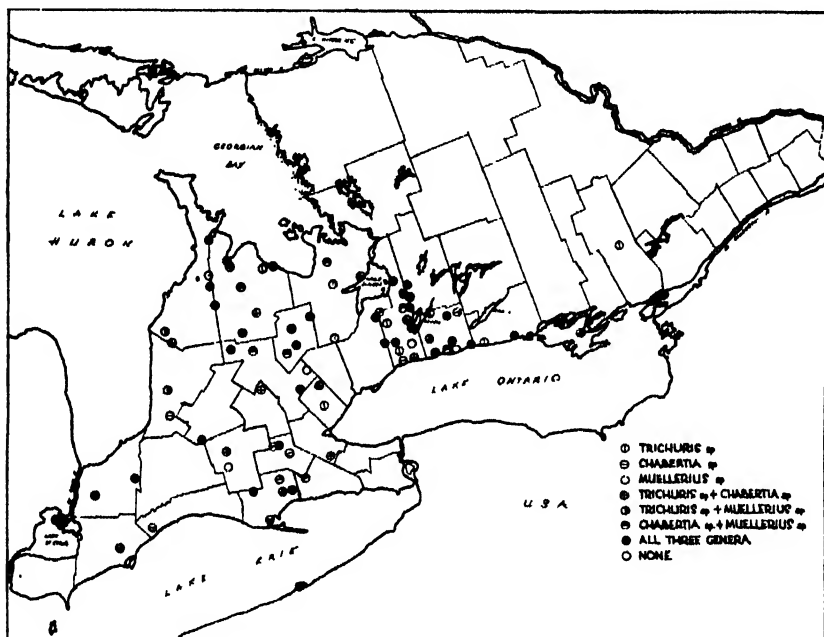 GEORGIAN
BAY
LAKE
HURON
LAKE ONTARIO
LAKE ERIE
U S A
TRICHURIS sp
CHABERTIA sp
MUELLERIUS sp
TRICHURIS sp + CHABERTIA sp
TRICHURIS sp + MUELLERIUS sp
CHABERTIA sp + MUELLERIUS sp
ALL THREE GENERA
NONE